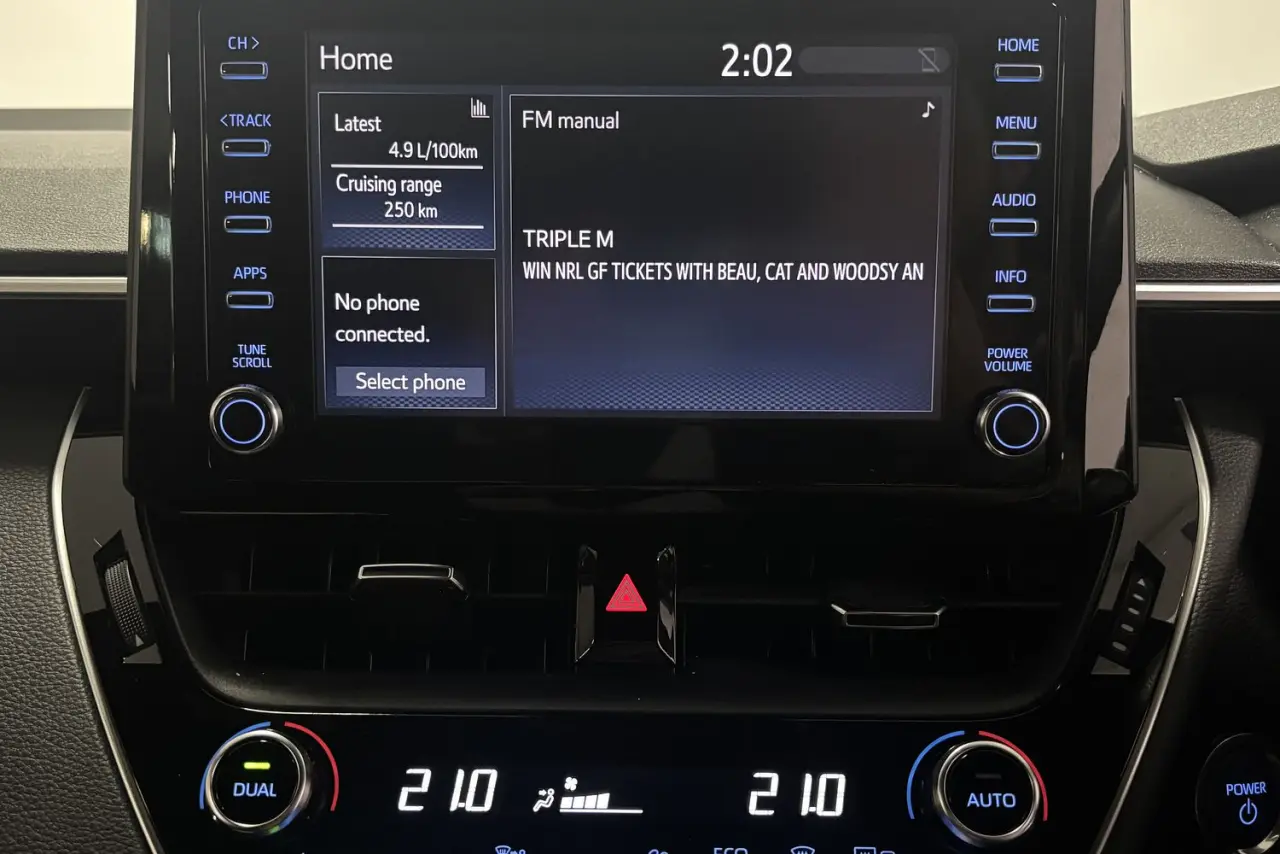 CH >
<TRACK
PHONE
APPS
TUNE
SCROLL
Home
2:02
Latest
4.9 L/100km
Cruising range
250 km
No phone
connected.
Select phone
FM manual
TRIPLE M
WIN NRL GF TICKETS WITH BEAU, CAT AND WOODSY AN
HOME
MENU
AUDIO
INFO
POWER
VOLUME
DUAL
21.0
21.0
AUTO
POWER
ECO